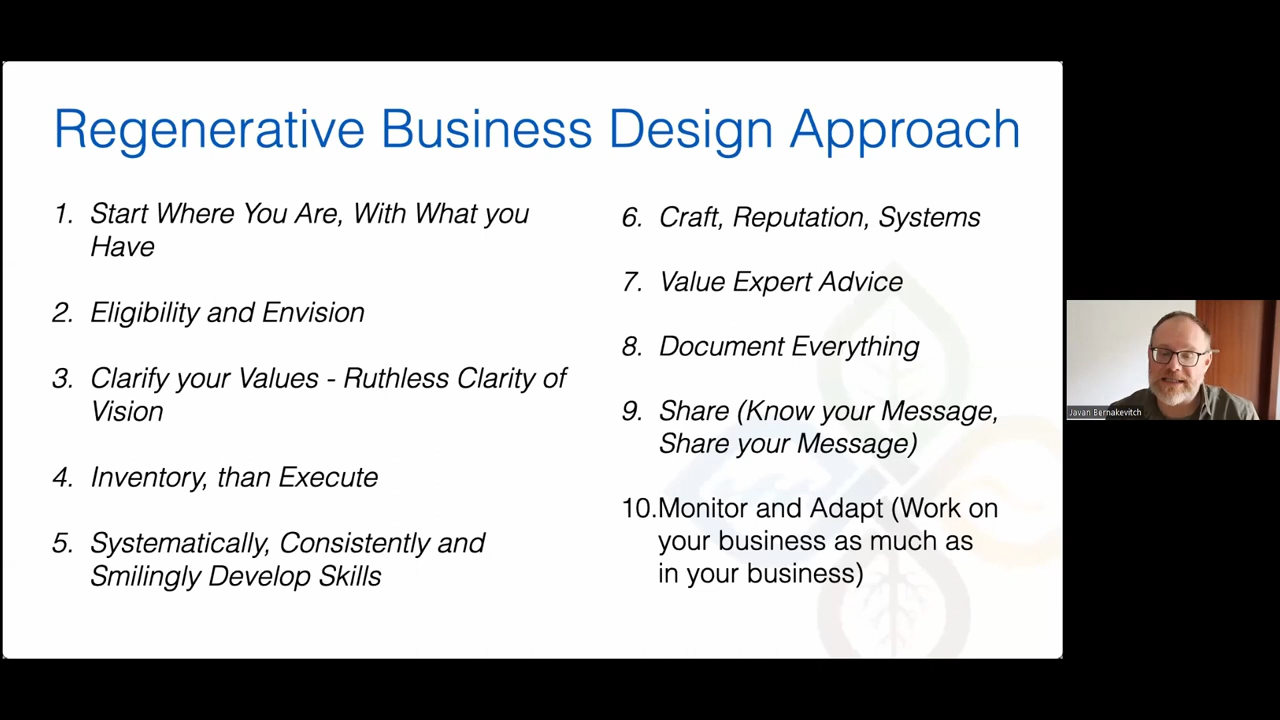 Regenerative Business Design Approach
1. Start Where You Are, With What you
Have
2. Eligibility and Envision
3. Clarify your Values - Ruthless Clarity of
Vision
4. Inventory, than Execute
5. Systematically, Consistently and
Smilingly Develop Skills
6. Craft, Reputation, Systems
7. Value Expert Advice
8. Document Everything
9. Share (Know your Message,
Share your Message)
10.Monitor and Adapt (Work on
your business as much as
in your business)
Javan Bernakevitch